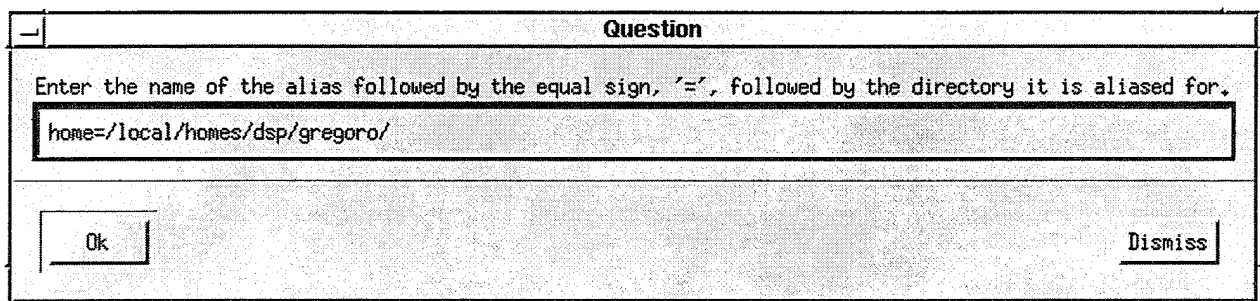 Question
Enter the name of the alias followed by the equal sign, '=', followed by the directory it is aliased for.
home=/local/homes/dsp/gregoro/
Ok
Dismiss